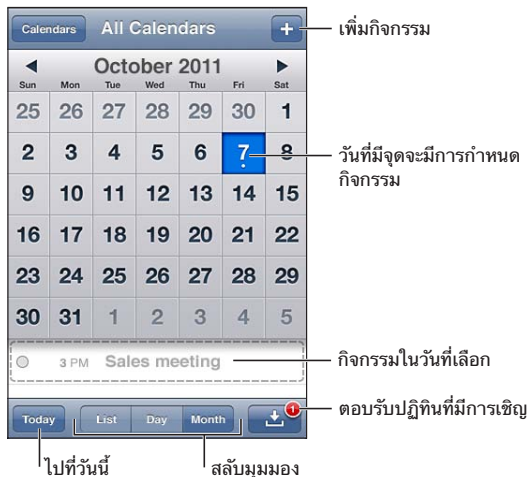 Calendars All Calendars + เพิ่มกิจกรรม
October 2011
Sun Mon Tue Wed Thu Fri Sat
25 26 27 28 29 30 1
2 3 4 5 6 7 8 วันที่มีจุดจะมีการกำหนด
กิจกรรม
9 10 11 12 13 14 15
16 17 18 19 20 21 22
23 24 25 26 27 28 29
30 31 1 2 3 4 5
3 PM Sales meeting กิจกรรมในวันที่เลือก
Today List Day Month 1 ตอบรับปฏิทินที่มีการเชิญ
ไปที่วันนี้ สลับมุมมอง